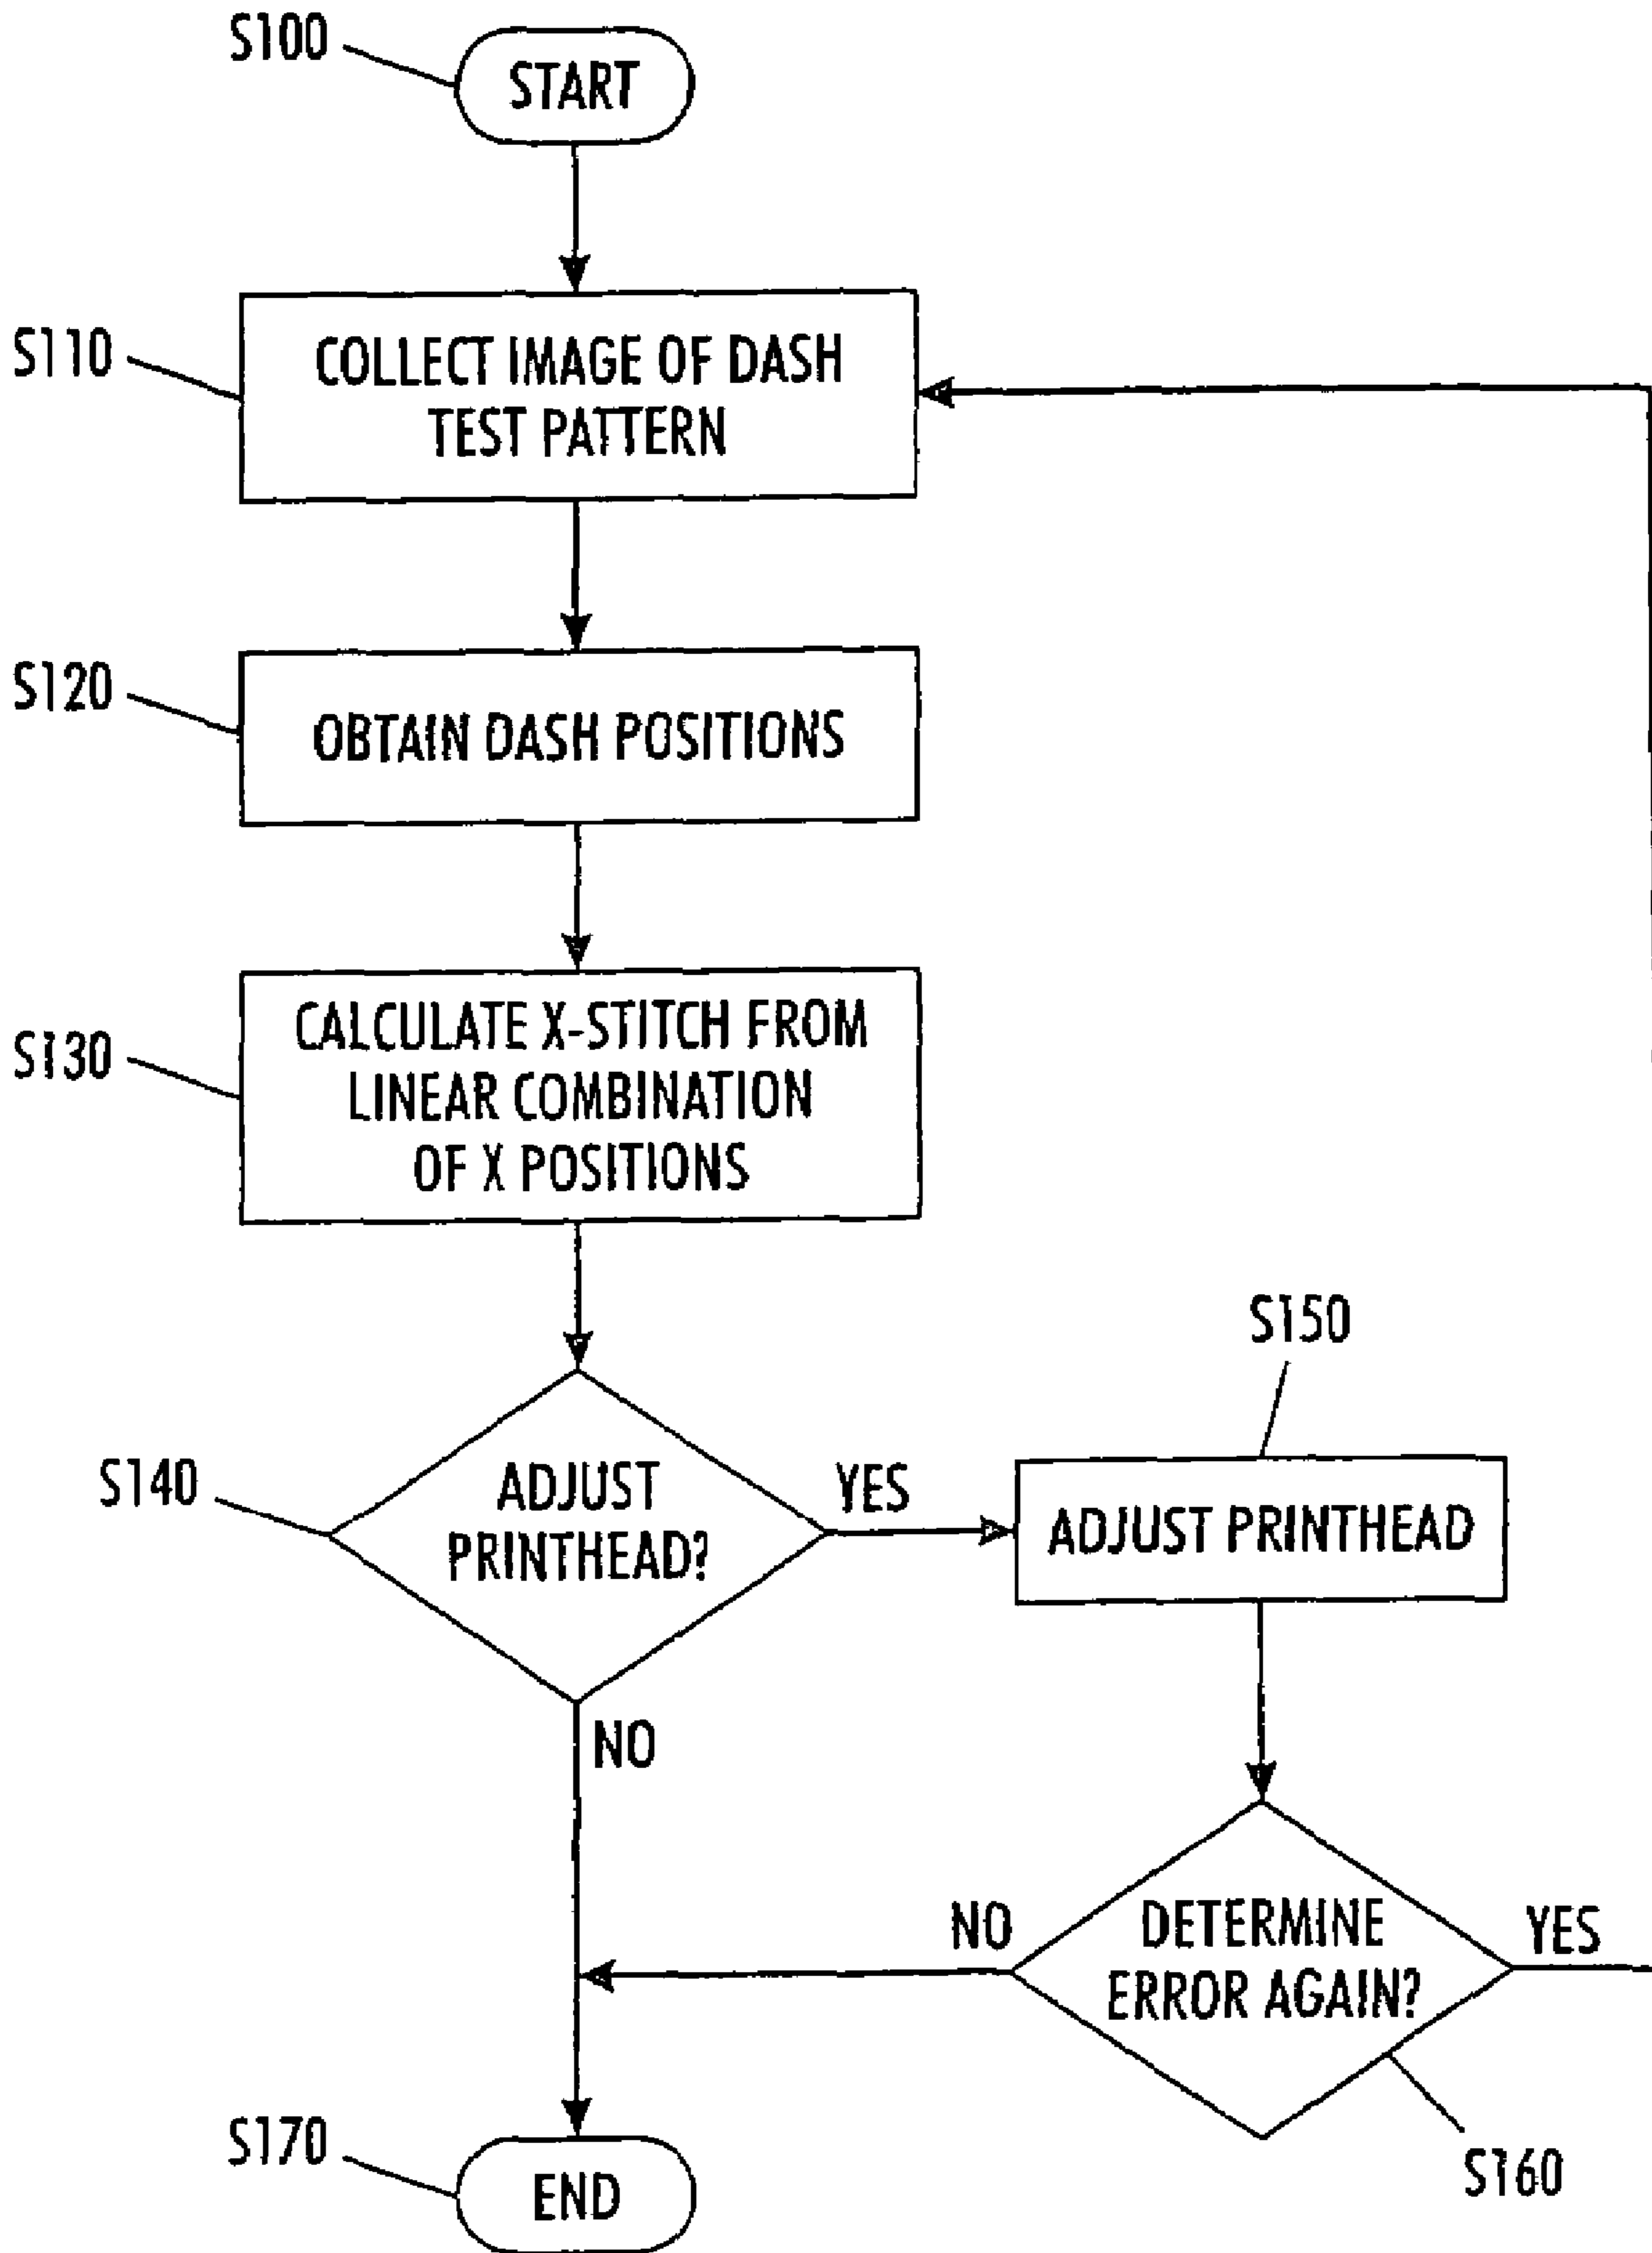 S100
START
S110
COLLECT IMAGE OF DASH
TEST PATTERN
S120
OBTAIN DASH POSITIONS
S130
CALCULATE X-STITCH FROM
LINEAR COMBINATION
OF X POSITIONS
S140
ADJUST
PRINTHEAD?
YES
S150
ADJUST PRINTHEAD
NO
NO
DETERMINE
ERROR AGAIN?
YES
S160
S170
END